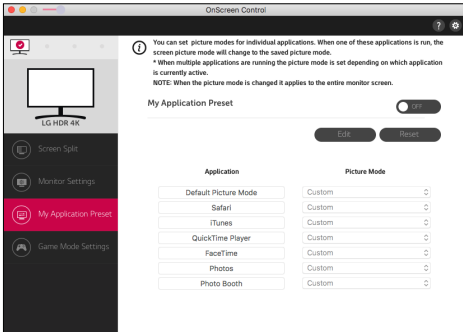 OnScreen Control
?
You can set picture modes for individual applications. When one of these applications is run, the
screen picture mode will change to the saved picture mode.
* When multiple applications are running the picture mode is set depending on which application
is currently active.
NOTE: When the picture mode is changed it applies to the entire monitor screen.
LG HDR 4K
Screen Split
Monitor Settings
My Application Preset
Game Mode Settings
My Application Preset
OFF
Edit Reset
Application Picture Mode
Default Picture Mode Custom
Safari Custom
iTunes Custom
QuickTime Player Custom
FaceTime Custom
Photos Custom
Photo Booth Custom